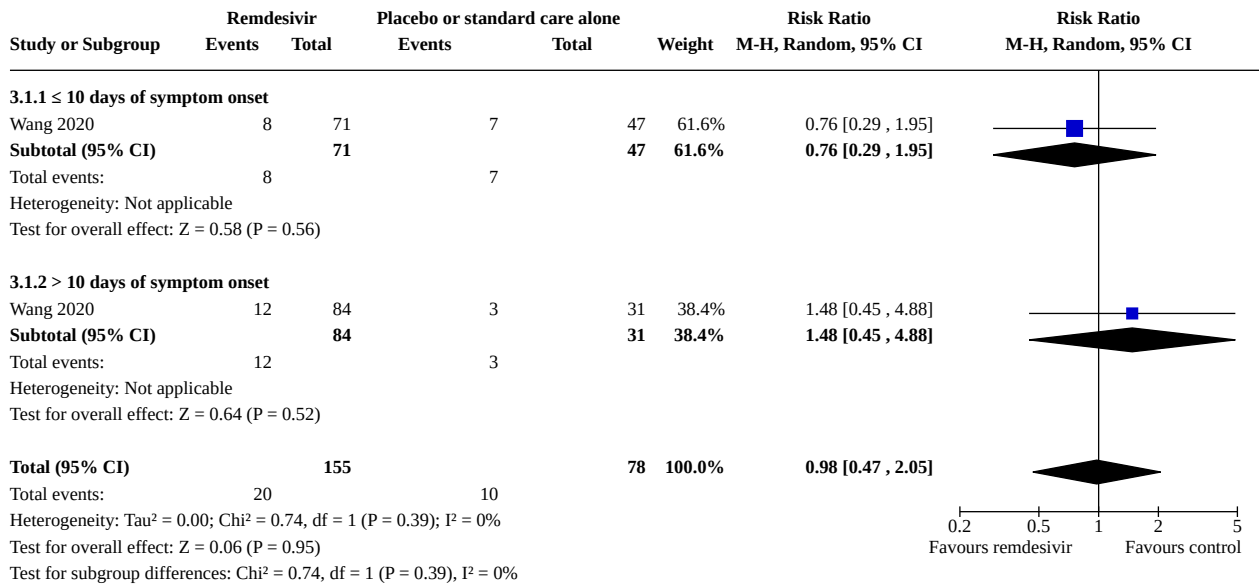 Remdesivir Placebo or standard care alone Risk Ratio Risk Ratio
Study or Subgroup Events Total Events Total Weight M-H, Random, 95% CI M-H, Random, 95% CI
3.1.1 ≤ 10 days of symptom onset
Wang 2020 8 71 7 47 61.6% 0.76 [0.29 , 1.95]
Subtotal (95% CI) 71 47 61.6% 0.76 [0.29 , 1.95]
Total events: 8 7
Heterogeneity: Not applicable
Test for overall effect: Z = 0.58 (P = 0.56)
3.1.2 > 10 days of symptom onset
Wang 2020 12 84 3 31 38.4% 1.48 [0.45 , 4.88]
Subtotal (95% CI) 84 31 38.4% 1.48 [0.45 , 4.88]
Total events: 12 3
Heterogeneity: Not applicable
Test for overall effect: Z = 0.64 (P = 0.52)
Total (95% CI) 155 78 100.0% 0.98 [0.47 , 2.05]
Total events: 20 10
Heterogeneity: Tau² = 0.00; Chi² = 0.74, df = 1 (P = 0.39); I² = 0%
0.2 0.5 1 2 5
Test for overall effect: Z = 0.06 (P = 0.95)
Favours remdesivir Favours control
Test for subgroup differences: Chi² = 0.74, df = 1 (P = 0.39), I² = 0%